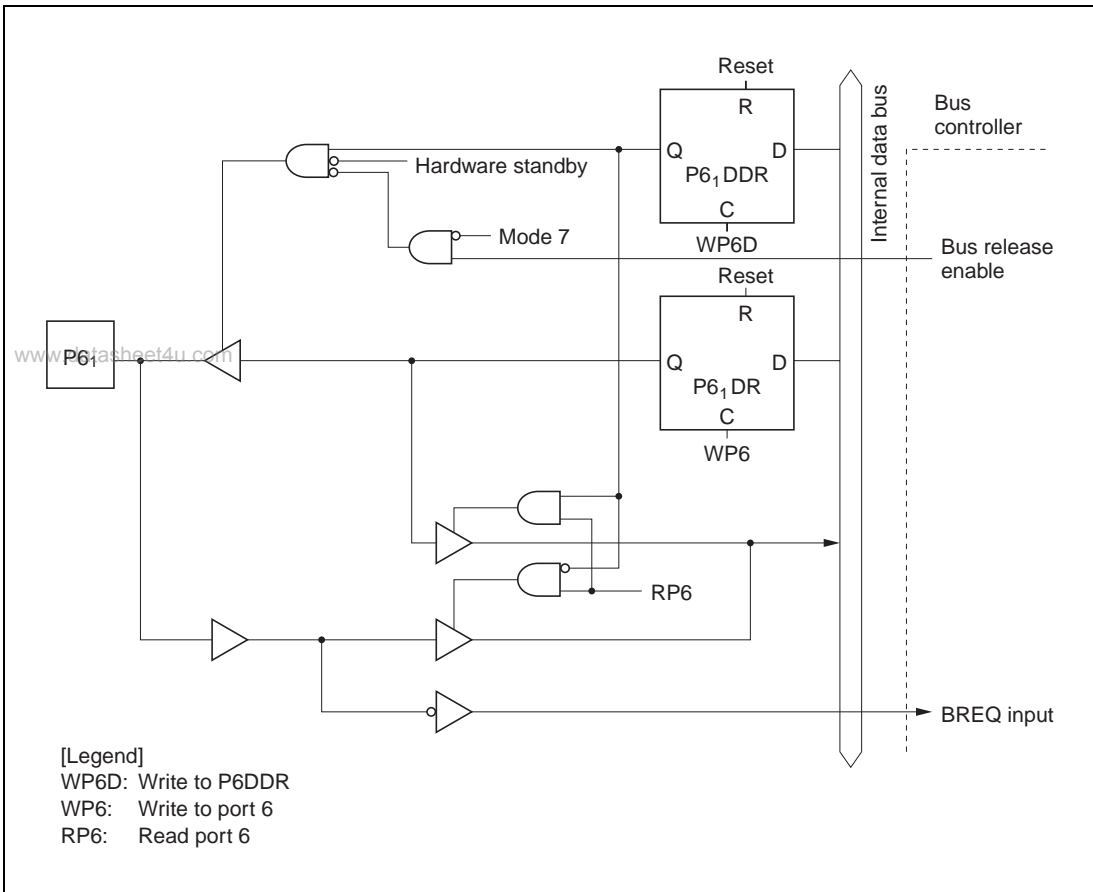 Reset
R
Q
D
P6₁DDR
C
WP6D
Hardware standby
Mode 7
Internal data bus
Bus
controller
Bus release
enable
Reset
R
Q
D
P6₁DR
C
WP6
P6₁
www.datasheet4u.com
RP6
BREQ input
[Legend]
WP6D: Write to P6DDR
WP6: Write to port 6
RP6: Read port 6